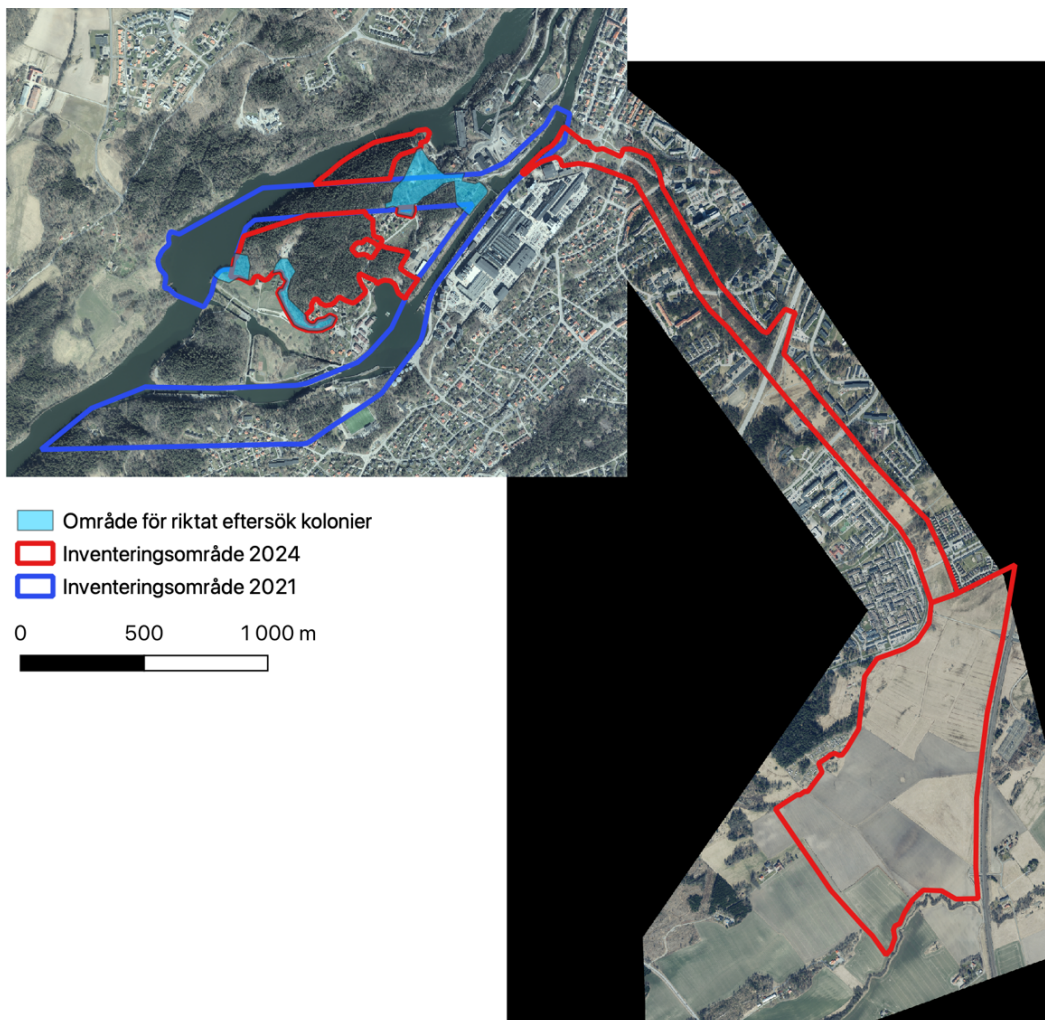 Område för riktat eftersök kolonier
Inventeringsområde 2024
Inventeringsområde 2021
0 500 1 000 m